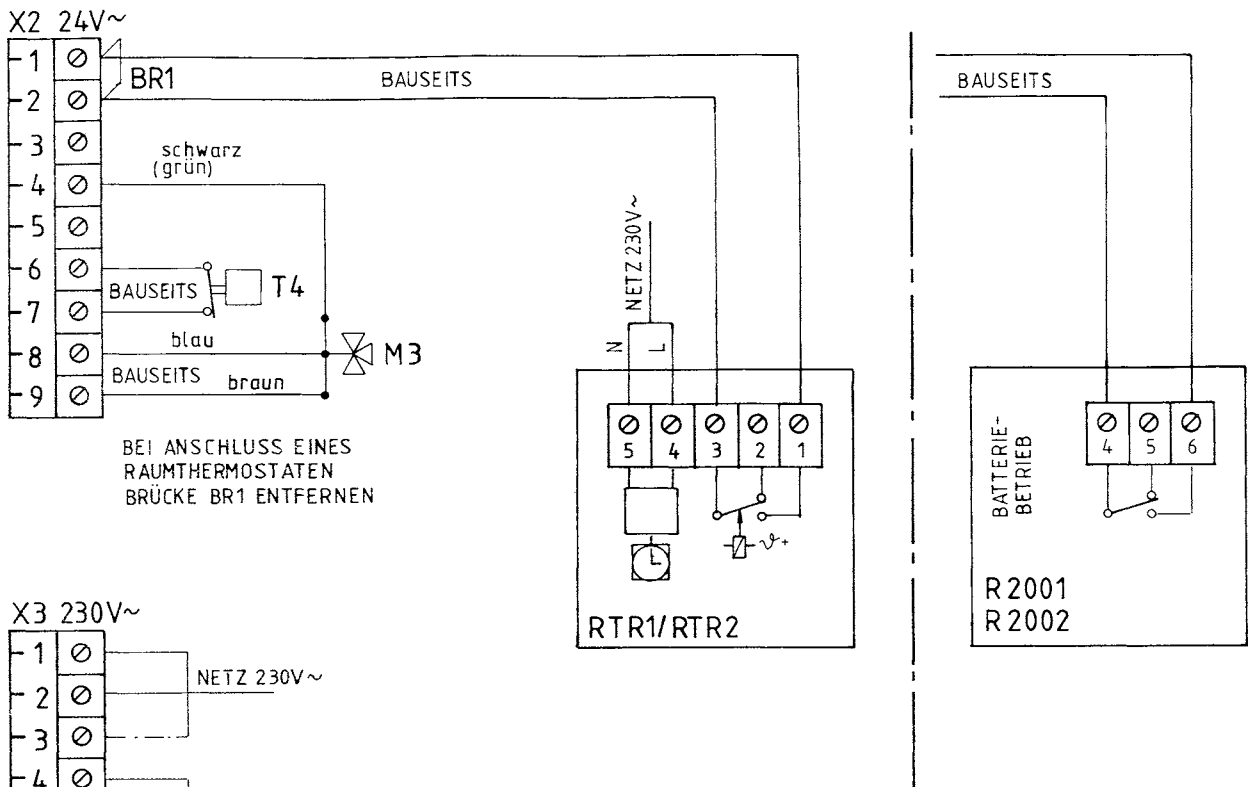 X2 24V~
1
BR1
BAUSEITS
BAUSEITS
2
3
schwarz
(grün)
4
5
6
BAUSEITS
T4
7
blau
8
M3
BAUSEITS
braun
9
BEI ANSCHLUSS EINES
RAUMTHERMOSTATEN
BRÜCKE BR1 ENTFERNEN
NETZ 230V~
N
L
5 4 3 2 1
ϑ+
RTR1/RTR2
4 5 6
BATTERIE-
BETRIEB
R2001
R2002
X3 230V~
1
NETZ 230V~
2
3
4